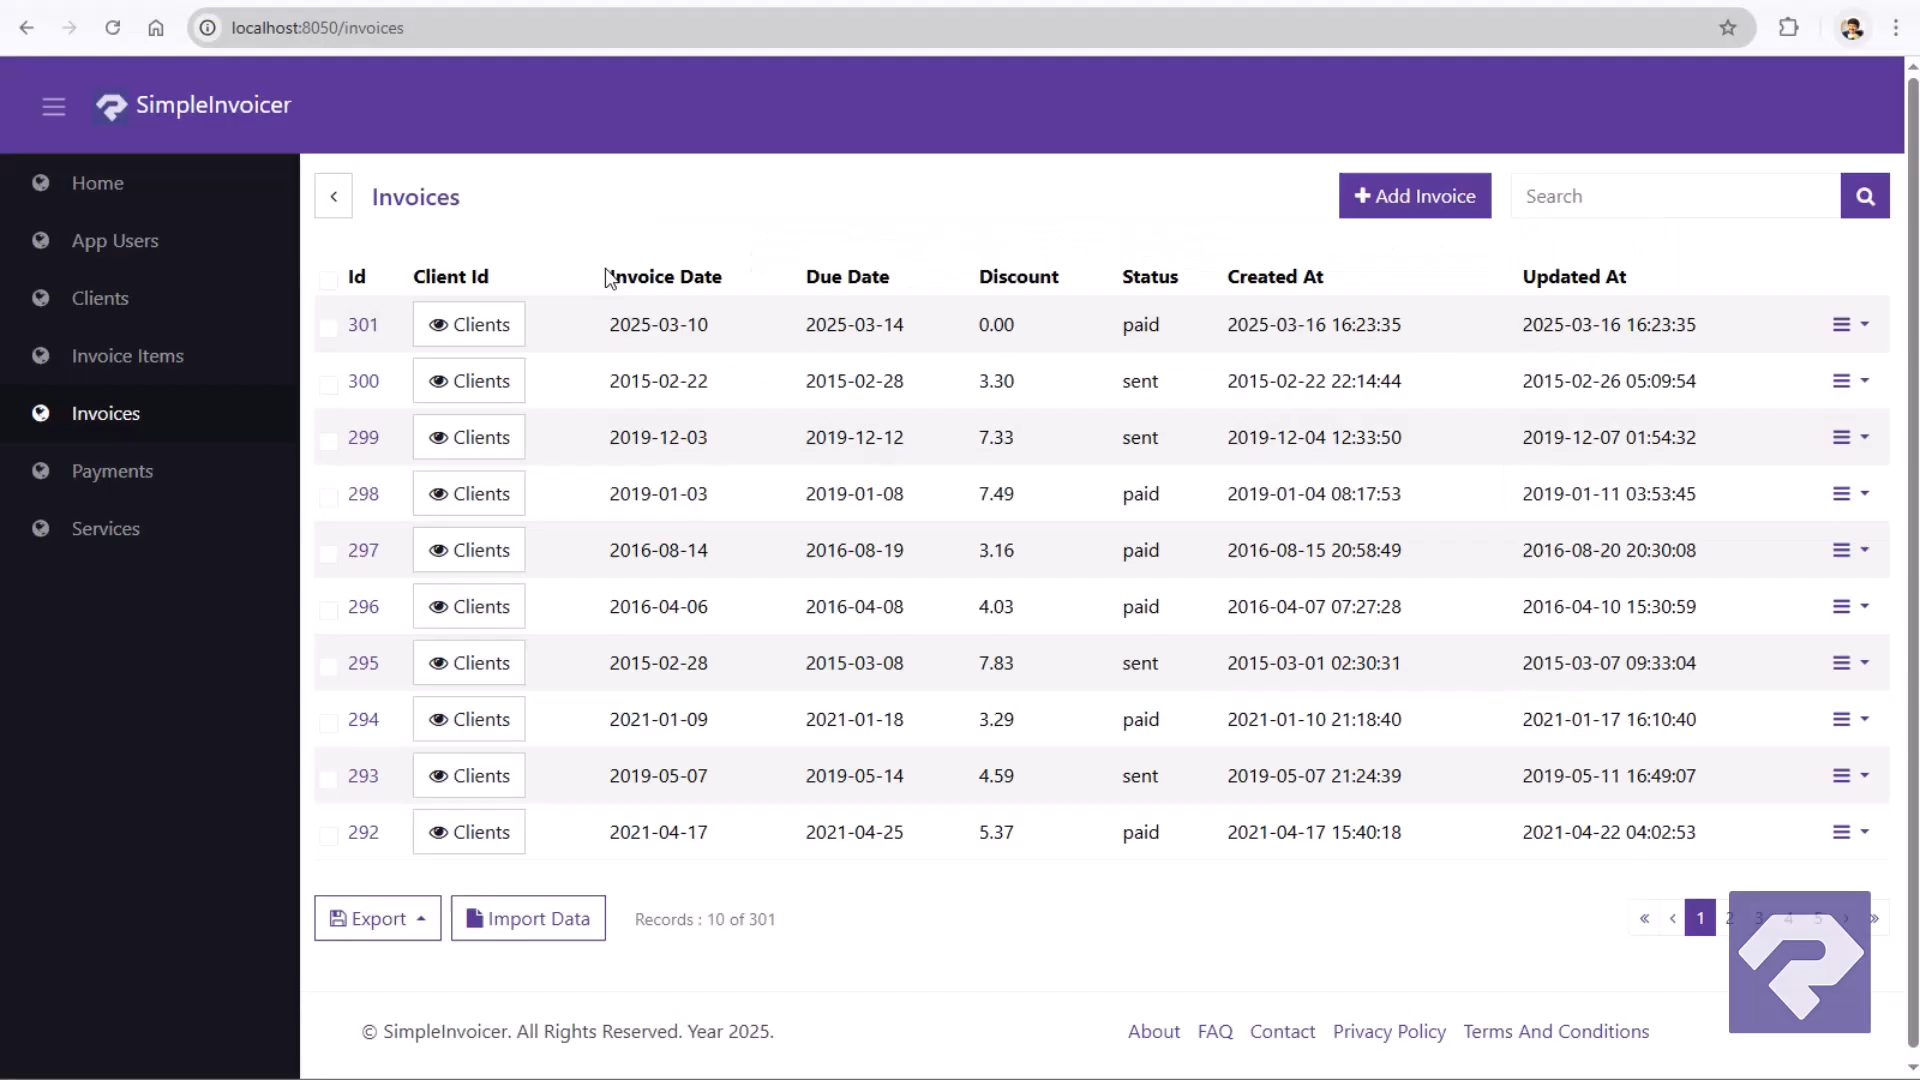 localhost:8050/invoices
SimpleInvoicer
Home
App Users
Clients
Invoice Items
Invoices
Payments
Services
Invoices
Add Invoice
Search
Id Client Id Invoice Date Due Date Discount Status Created At Updated At
301 Clients 2025-03-10 2025-03-14 0.00 paid 2025-03-16 16:23:35 2025-03-16 16:23:35
300 Clients 2015-02-22 2015-02-28 3.30 sent 2015-02-22 22:14:44 2015-02-26 05:09:54
299 Clients 2019-12-03 2019-12-12 7.33 sent 2019-12-04 12:33:50 2019-12-07 01:54:32
298 Clients 2019-01-03 2019-01-08 7.49 paid 2019-01-04 08:17:53 2019-01-11 03:53:45
297 Clients 2016-08-14 2016-08-19 3.16 paid 2016-08-15 20:58:49 2016-08-20 20:30:08
296 Clients 2016-04-06 2016-04-08 4.03 paid 2016-04-07 07:27:28 2016-04-10 15:30:59
295 Clients 2015-02-28 2015-03-08 7.83 sent 2015-03-01 02:30:31 2015-03-07 09:33:04
294 Clients 2021-01-09 2021-01-18 3.29 paid 2021-01-10 21:18:40 2021-01-17 16:10:40
293 Clients 2019-05-07 2019-05-14 4.59 sent 2019-05-07 21:24:39 2019-05-11 16:49:07
292 Clients 2021-04-17 2021-04-25 5.37 paid 2021-04-17 15:40:18 2021-04-22 04:02:53
Export Import Data Records : 10 of 301 « ‹ 1 2 3 4 5 › »
© SimpleInvoicer. All Rights Reserved. Year 2025. About FAQ Contact Privacy Policy Terms And Conditions